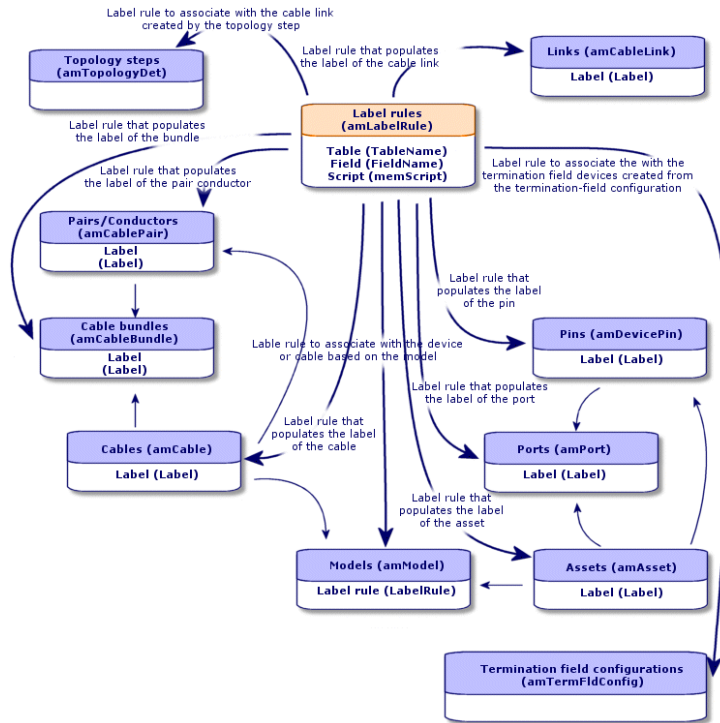 Label rule to associate with the cable link
created by the topology step
Topology steps
(amTopologyDet)
Label rule that populates
the label of the cable link
Links (amCableLink)
Label (Label)
Label rules
(amLabelRule)
Table (TableName)
Field (FieldName)
Script (memScript)
Label rule that populates
the label of the bundle
Label rule that populates
the label of the pair conductor
Label rule to associate the with the
termination field devices created from
the termination-field configuration
Pairs/Conductors
(amCablePair)
Label
(Label)
Label rule that
populates the label
of the pin
Cable bundles
(amCableBundle)
Label
(Label)
Lable rule to associate with the device
or cable based on the model
Pins (amDevicePin)
Label (Label)
Label rule that populates
the label of the port
Label rule that
populates the label
of the cable
Cables (amCable)
Label (Label)
Ports (amPort)
Label (Label)
Label rule that
populates the label
of the asset
Models (amModel)
Label rule (LabelRule)
Assets (amAsset)
Label (Label)
Termination field configurations
(amTermFldConfig)